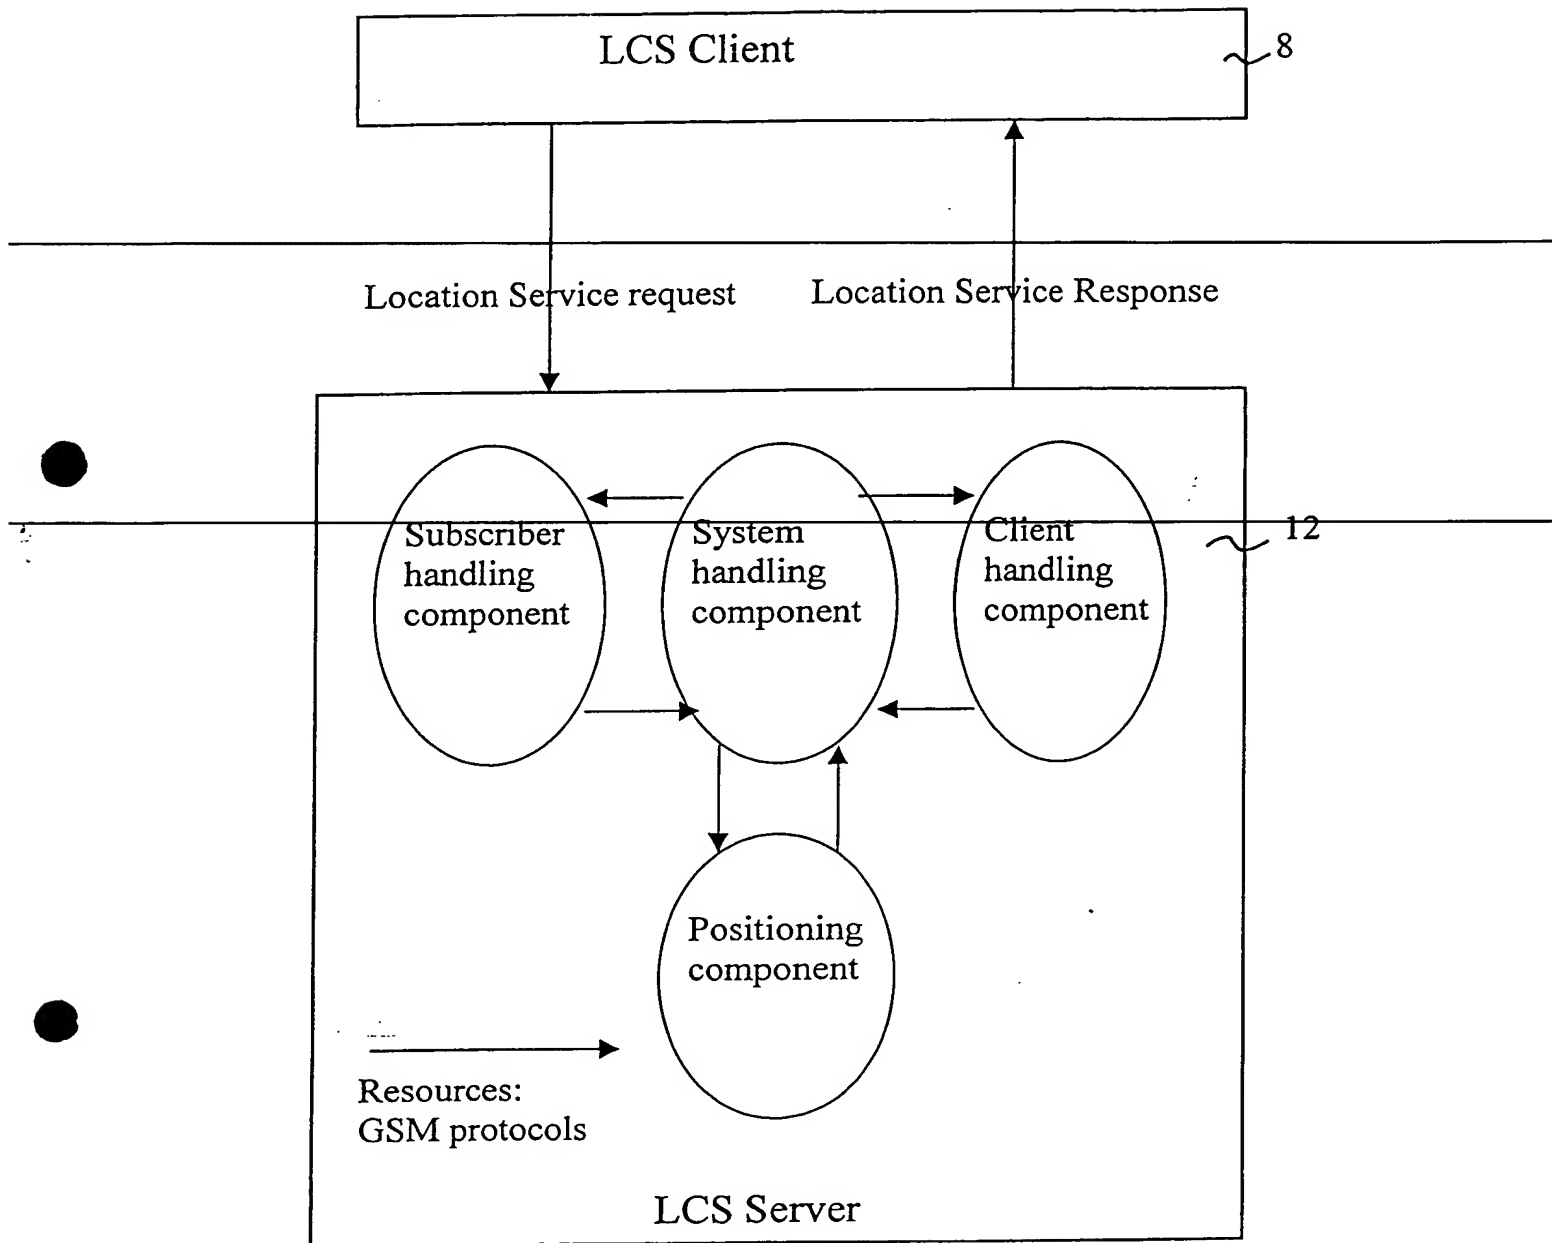 LCS Client
8
Location Service request
Location Service Response
Subscriber
handling
component
System
handling
component
Client
handling
component
12
Positioning
component
Resources:
GSM protocols
LCS Server